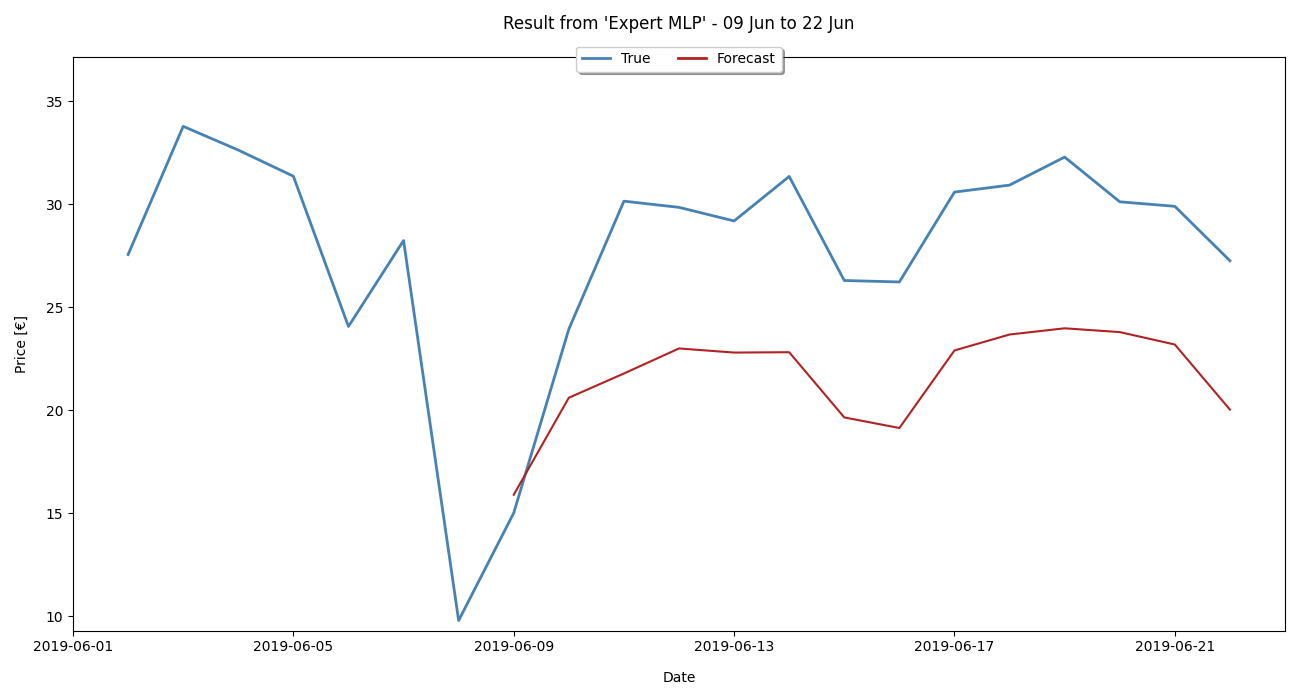 Result from 'Expert MLP' - 09 Jun to 22 Jun
True Forecast
35
30
25
20
15
10
Price [€]
2019-06-01 2019-06-05 2019-06-09 2019-06-13 2019-06-17 2019-06-21
Date